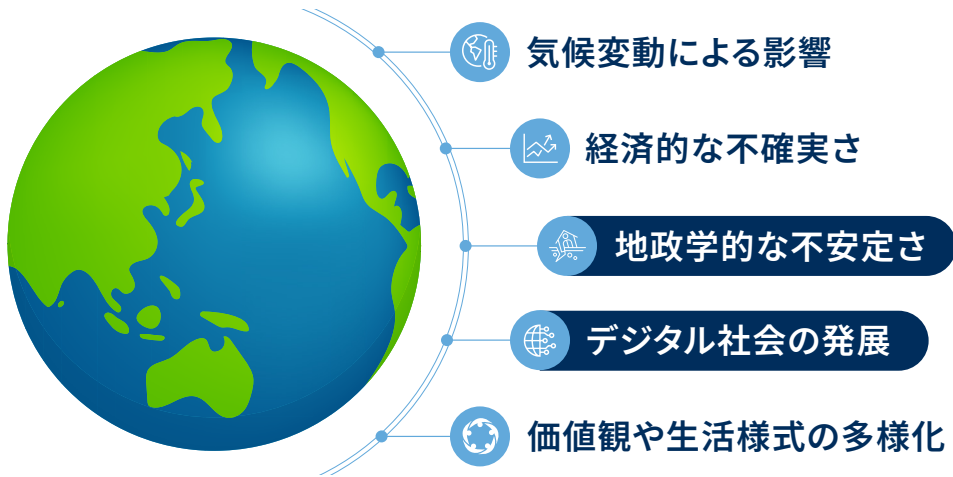 気候変動による影響
経済的な不確実さ
地政学的な不安定さ
デジタル社会の発展
価値観や生活様式の多様化